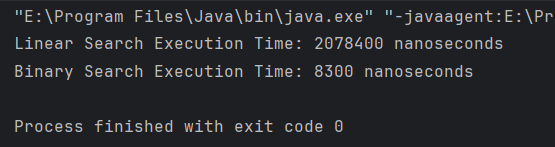 "E:\Program Files\Java\bin\java.exe" "-javaagent:E:\Pr
Linear Search Execution Time: 2078400 nanoseconds
Binary Search Execution Time: 8300 nanoseconds
Process finished with exit code 0